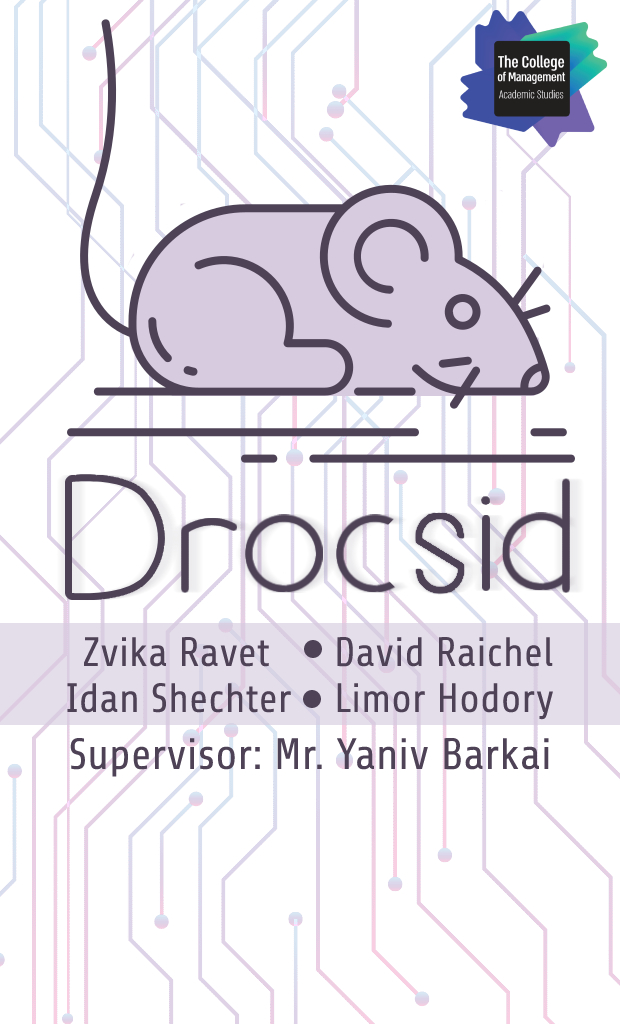 The College
of Management
Academic Studies
Drocsid
Zvika Ravet • David Raichel
Idan Shechter • Limor Hodory
Supervisor: Mr. Yaniv Barkai